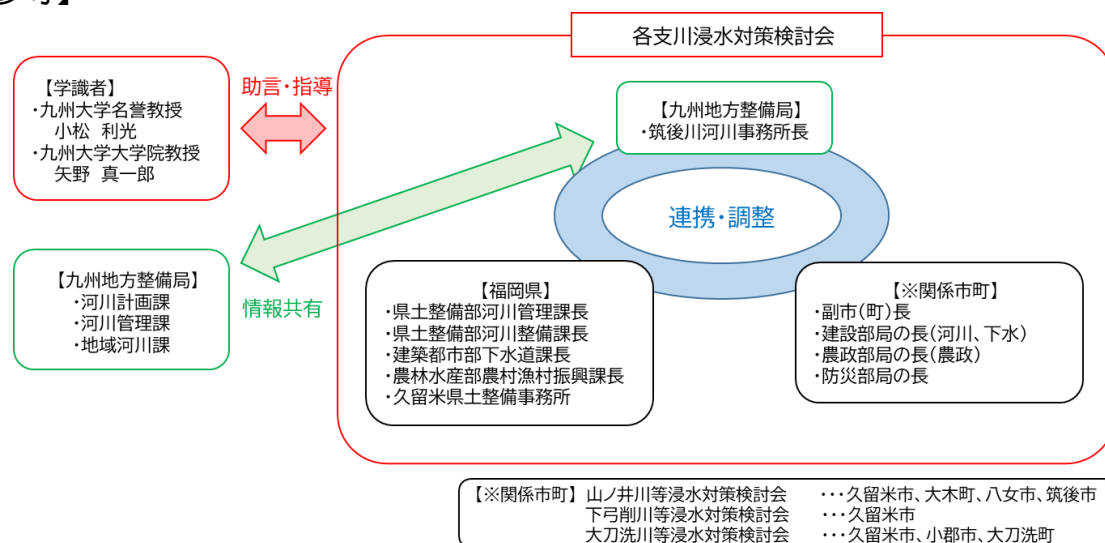 各支川浸水対策検討会
【学識者】
・九州大学名誉教授
小松 利光
・九州大学大学院教授
矢野 真一郎
助言・指導
【九州地方整備局】
・筑後川河川事務所長
連携・調整
【九州地方整備局】
・河川計画課
・河川管理課
・地域河川課
情報共有
【福岡県】
・県土整備部河川管理課長
・県土整備部河川整備課長
・建築都市部下水道課長
・農林水産部農村漁村振興課長
・久留米県土整備事務所
【※関係市町】
・副市(町)長
・建設部局の長(河川、下水)
・農政部局の長(農政)
・防災部局の長
【※関係市町】 山ノ井川等浸水対策検討会 ・・・久留米市、大木町、八女市、筑後市
下弓削川等浸水対策検討会 ・・・久留米市
大刀洗川等浸水対策検討会 ・・・久留米市、小郡市、大刀洗町